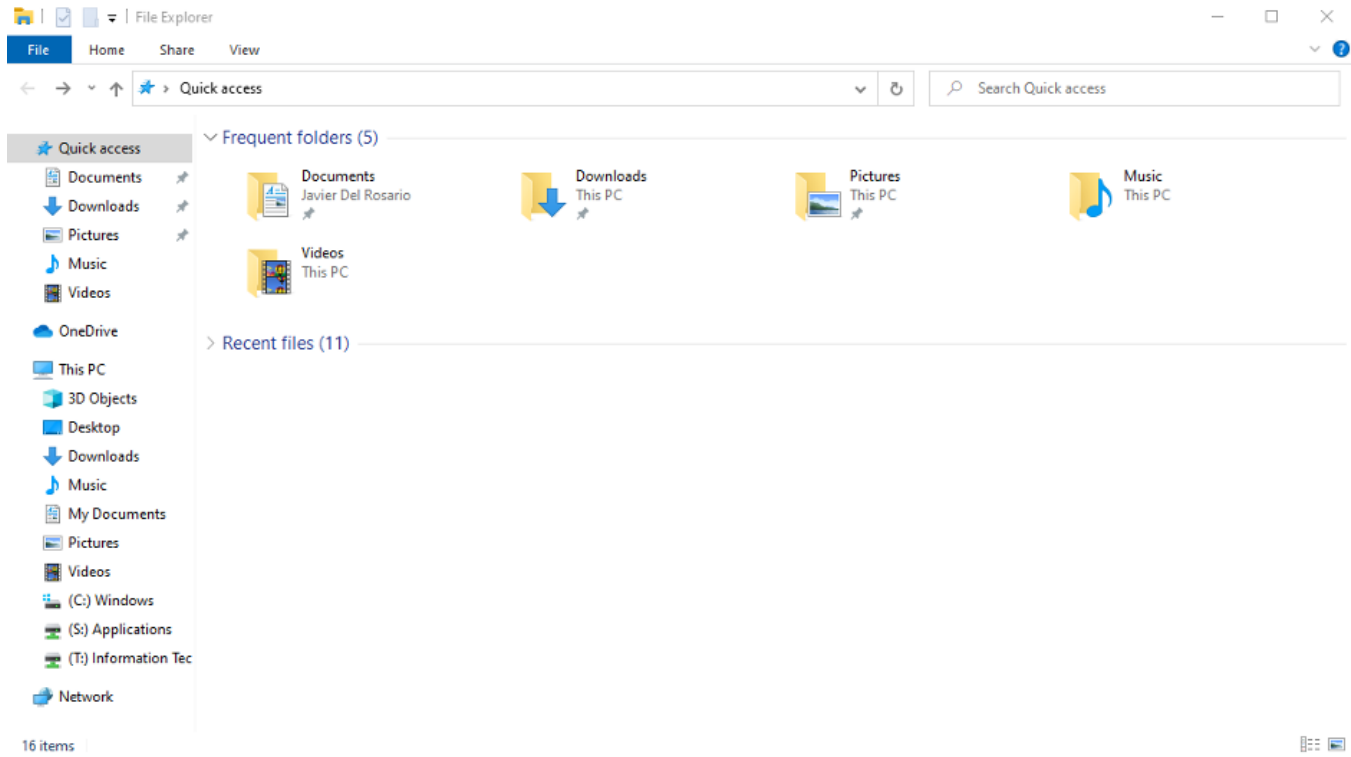 File Explorer
File Home Share View
Quick access
Search Quick access
Quick access
Documents
Downloads
Pictures
Music
Videos
OneDrive
This PC
3D Objects
Desktop
Downloads
Music
My Documents
Pictures
Videos
(C:) Windows
(S:) Applications
(T:) Information Tec
Network
Frequent folders (5)
Documents
Javier Del Rosario
Downloads
This PC
Pictures
This PC
Music
This PC
Videos
This PC
Recent files (11)
16 items